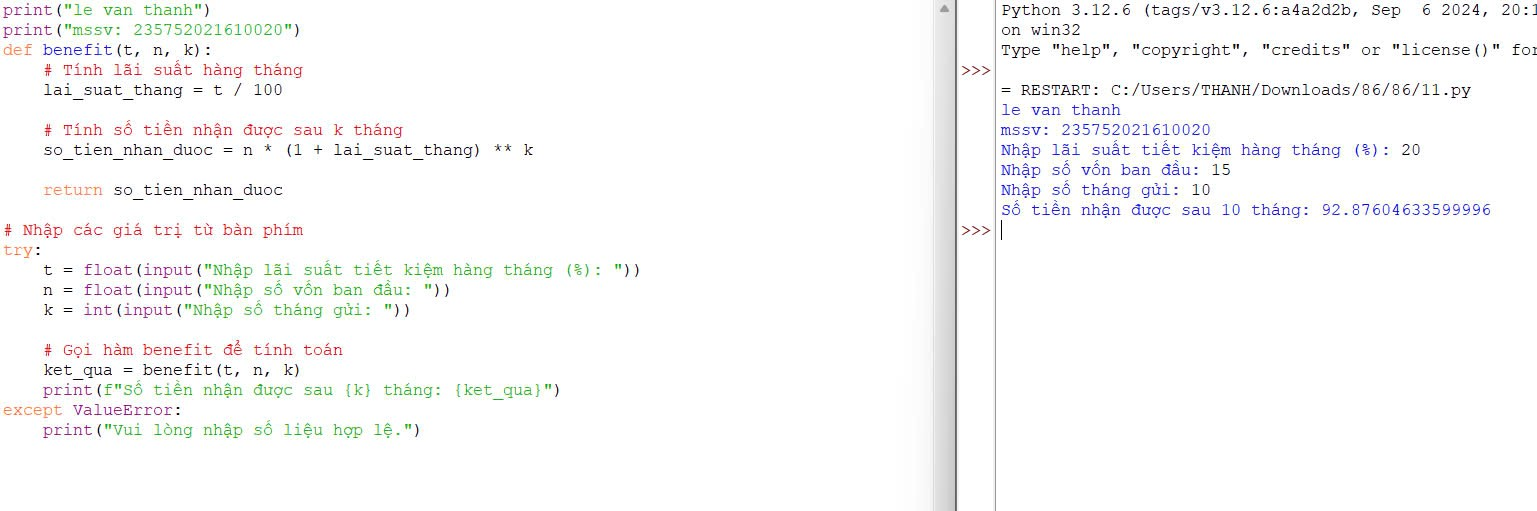 print("le van thanh")
print("mssv: 235752021610020")
def benefit(t, n, k):
    # Tính lãi suất hàng tháng
    lai_suat_thang = t / 100
    # Tính số tiền nhận được sau k tháng
    so_tien_nhan_duoc = n * (1 + lai_suat_thang) ** k
    return so_tien_nhan_duoc
# Nhập các giá trị từ bàn phím
try:
    t = float(input("Nhập lãi suất tiết kiệm hàng tháng (%): "))
    n = float(input("Nhập số vốn ban đầu: "))
    k = int(input("Nhập số tháng gửi: "))
    # Gọi hàm benefit để tính toán
    ket_qua = benefit(t, n, k)
    print(f"Số tiền nhận được sau {k} tháng: {ket_qua}")
except ValueError:
    print("Vui lòng nhập số liệu hợp lệ.")
Python 3.12.6 (tags/v3.12.6:a4a2d2b, Sep  6 2024, 20:1
on win32
Type "help", "copyright", "credits" or "license()" for
>>>
= RESTART: C:/Users/THANH/Downloads/86/86/11.py
le van thanh
mssv: 235752021610020
Nhập lãi suất tiết kiệm hàng tháng (%): 20
Nhập số vốn ban đầu: 15
Nhập số tháng gửi: 10
Số tiền nhận được sau 10 tháng: 92.87604633599996
>>>